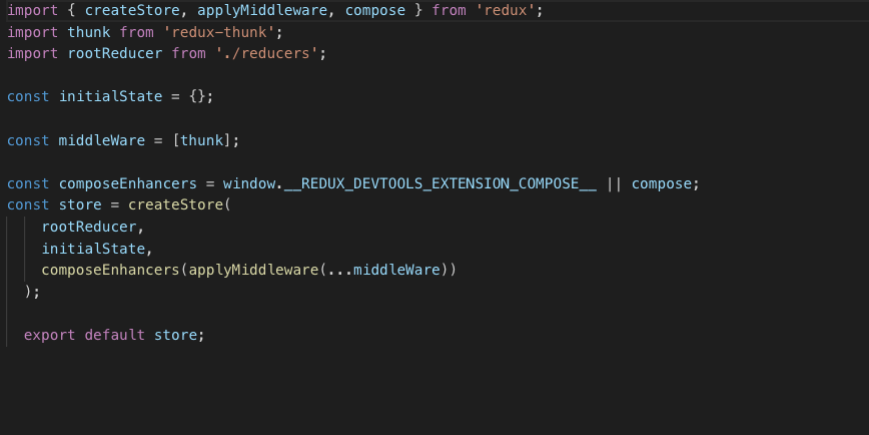 import { createStore, applyMiddleware, compose } from 'redux';
import thunk from 'redux-thunk';
import rootReducer from './reducers';
const initialState = {};
const middleWare = [thunk];
const composeEnhancers = window.__REDUX_DEVTOOLS_EXTENSION_COMPOSE__ || compose;
const store = createStore(
rootReducer,
initialState,
composeEnhancers(applyMiddleware(...middleWare))
);
export default store;